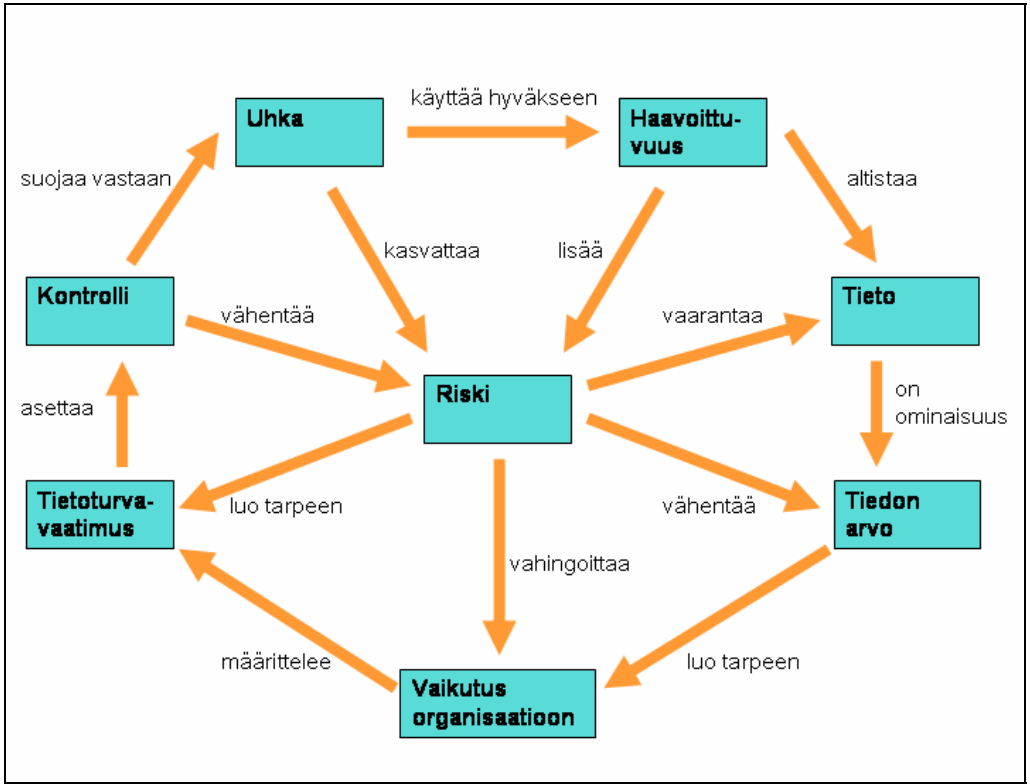 käyttää hyväkseen
Uhka
Haavoittu-
vuus
suojaa vastaan
altistaa
kasvattaa
lisää
Kontrolli
Tieto
vähentää
vaarantaa
Riski
asettaa
on
ominaisuus
Tietoturva-
vaatimus
luo tarpeen
vähentää
Tiedon
arvo
vahingoittaa
määrittelee
luo tarpeen
Vaikutus
organisaatioon